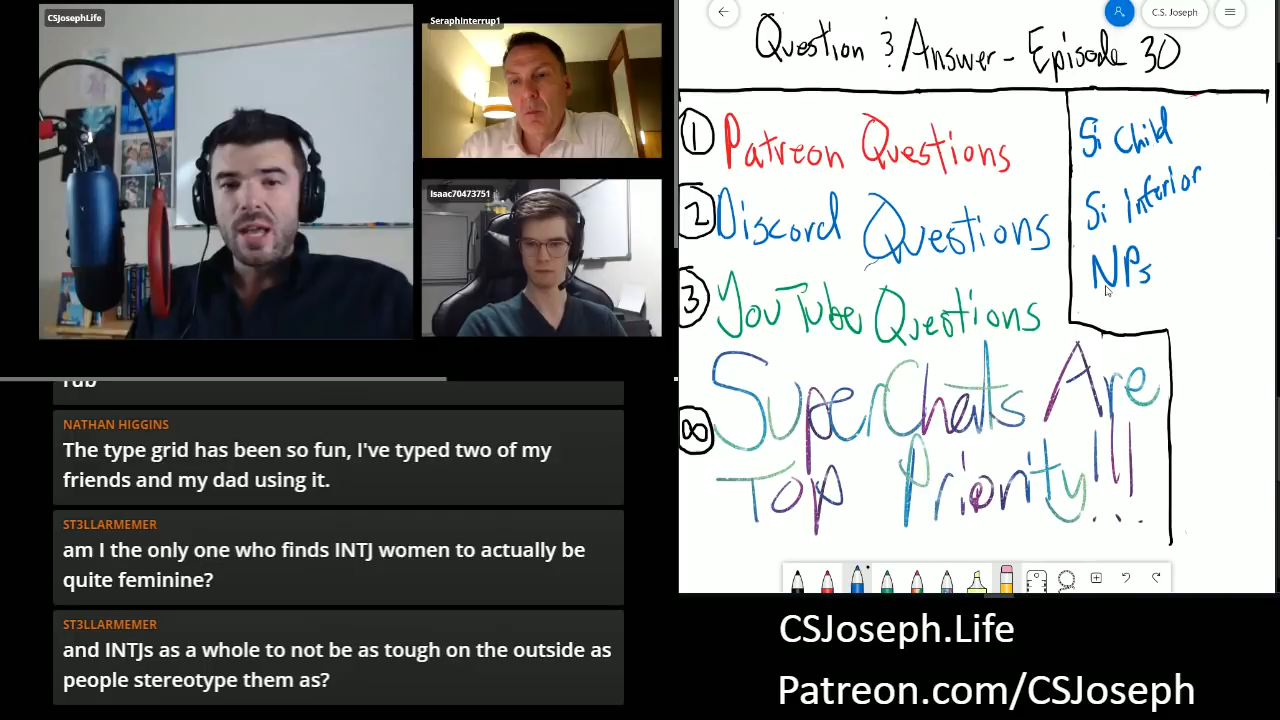 CSJosephLife
Seraphinterrup1
Isaac70473751
NATHAN HIGGINS
The type grid has been so fun, I've typed two of my
friends and my dad using it.
ST3LLARMEMER
am I the only one who finds INTJ women to actually be
quite feminine?
ST3LLARMEMER
and INTJs as a whole to not be as tough on the outside as
people stereotype them as?
C.S. Joseph
Question & Answer - Episode 30
1 Patreon Questions
2 Discord Questions
3 YouTube Questions
∞ SuperChats Are
Top Priority!!!
Si Child
Si Inferior
NPs
CSJoseph.Life
Patreon.com/CSJoseph